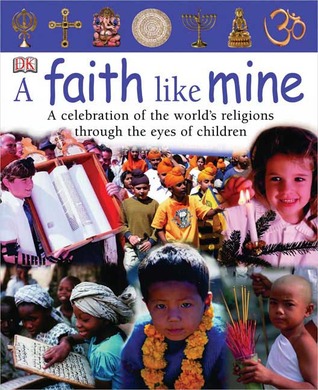 DK
A faith like mine
A celebration of the world's religions
through the eyes of children